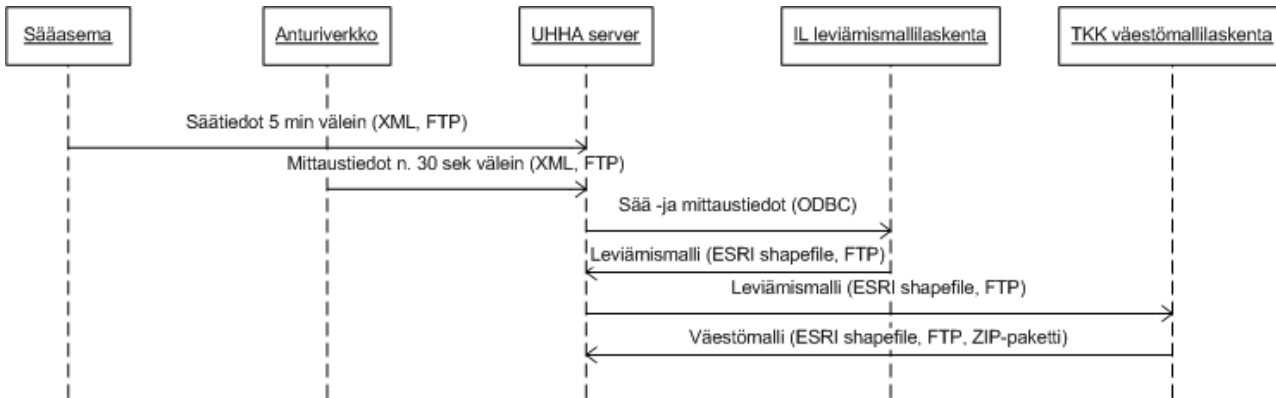 Sääasema
Anturiverkko
UHHA server
IL leviämismallilaskenta
TKK väestömallilaskenta
Säätiedot 5 min välein (XML, FTP)
Mittaustiedot n. 30 sek välein (XML, FTP)
Sää -ja mittaustiedot (ODBC)
Leviämismalli (ESRI shapefile, FTP)
Leviämismalli (ESRI shapefile, FTP)
Väestömalli (ESRI shapefile, FTP, ZIP-paketti)